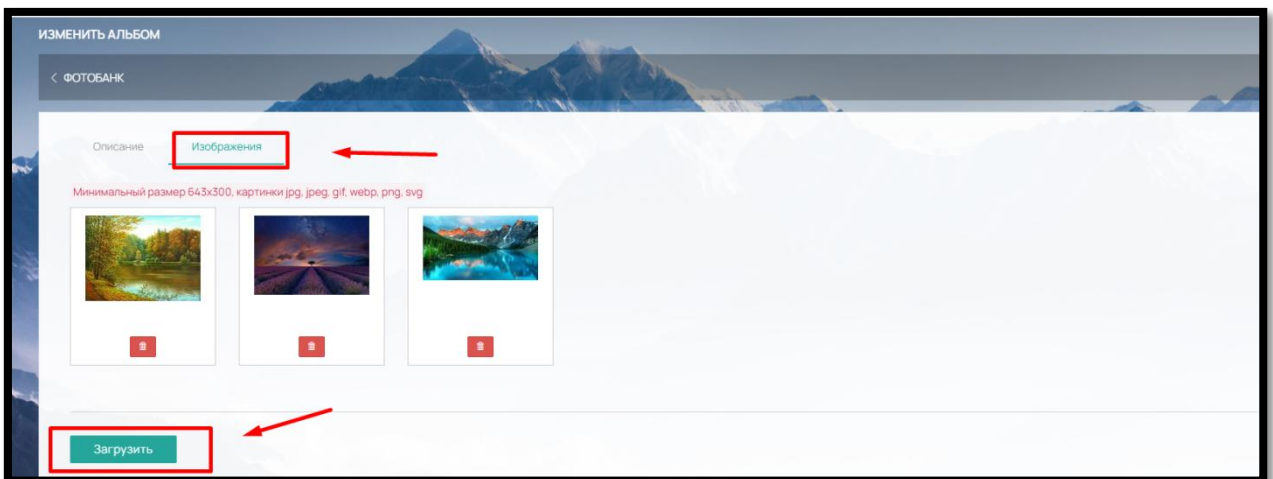 ИЗМЕНИТЬ АЛЬБОМ
< ФОТОБАНК
Описание Изображения
Минимальный размер 643x300, картинки jpg, jpeg, gif, webp, png, svg
Загрузить